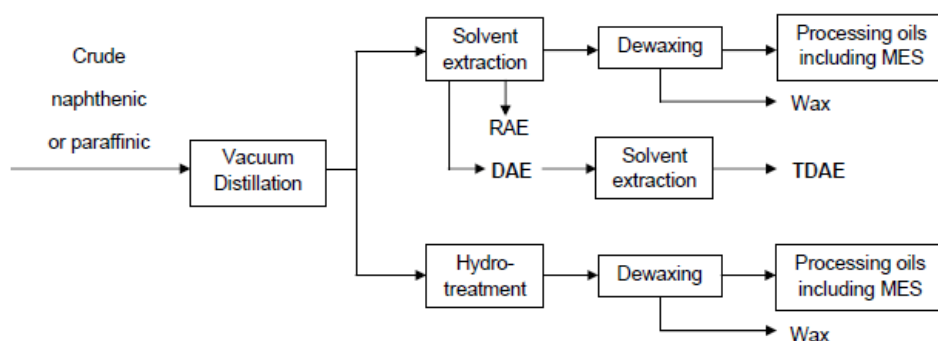 Crude
naphthenic
or paraffinic
Vacuum
Distillation
Solvent
extraction
Dewaxing
Processing oils
including MES
Wax
RAE
DAE
Solvent
extraction
TDAE
Hydro-
treatment
Dewaxing
Processing oils
including MES
Wax